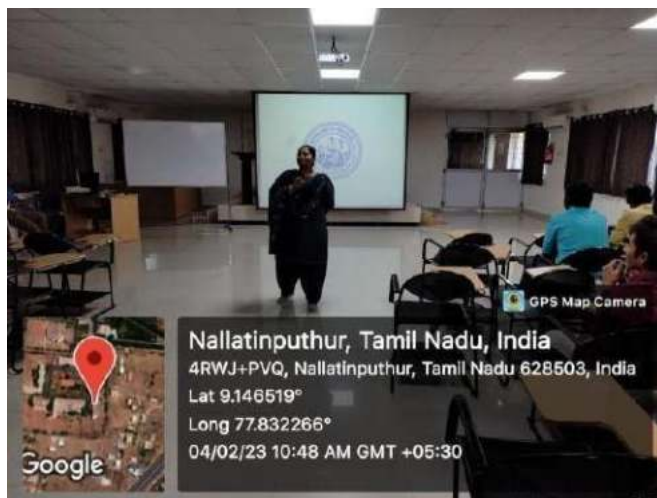 GPS Map Camera
Nallatinputhur, Tamil Nadu, India
4RWJ+PVQ, Nallatinputhur, Tamil Nadu 628503, India
Lat 9.146519°
Long 77.832266°
04/02/23 10:48 AM GMT +05:30
Google